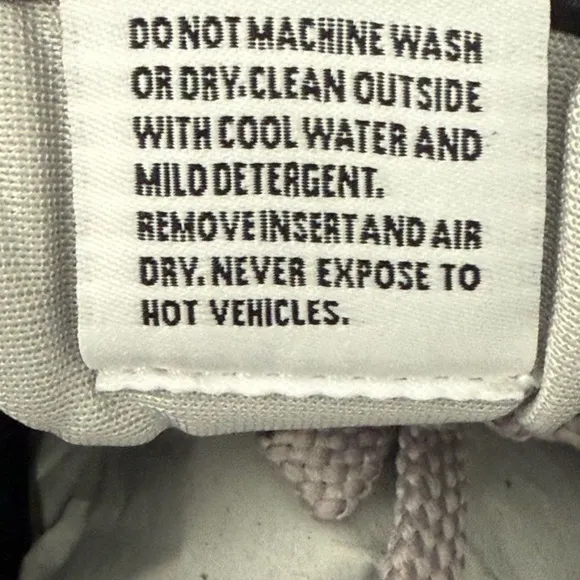 DO NOT MACHINE WASH
OR DRY. CLEAN OUTSIDE
WITH COOL WATER AND
MILD DETERGENT.
REMOVE INSERT AND AIR
DRY. NEVER EXPOSE TO
HOT VEHICLES.